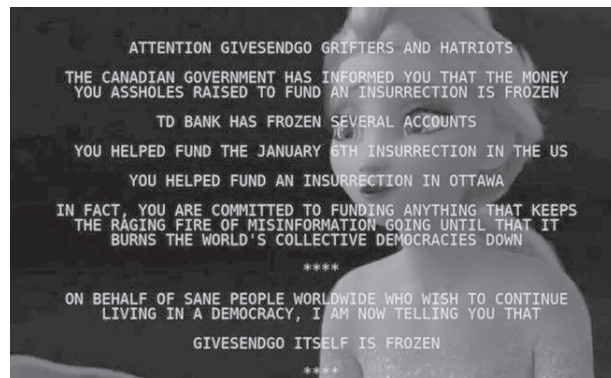 ATTENTION GIVESENDGO GRIFTERS AND HATRIOTS
THE CANADIAN GOVERNMENT HAS INFORMED YOU THAT THE MONEY
YOU ASSHOLES RAISED TO FUND AN INSURRECTION IS FROZEN
TD BANK HAS FROZEN SEVERAL ACCOUNTS
YOU HELPED FUND THE JANUARY 6TH INSURRECTION IN THE US
YOU HELPED FUND AN INSURRECTION IN OTTAWA
IN FACT, YOU ARE COMMITTED TO FUNDING ANYTHING THAT KEEPS
THE RAGING FIRE OF MISINFORMATION GOING UNTIL THAT IT
BURNS THE WORLD'S COLLECTIVE DEMOCRACIES DOWN
****
ON BEHALF OF SANE PEOPLE WORLDWIDE WHO WISH TO CONTINUE
LIVING IN A DEMOCRACY, I AM NOW TELLING YOU THAT
GIVESENDGO ITSELF IS FROZEN
****